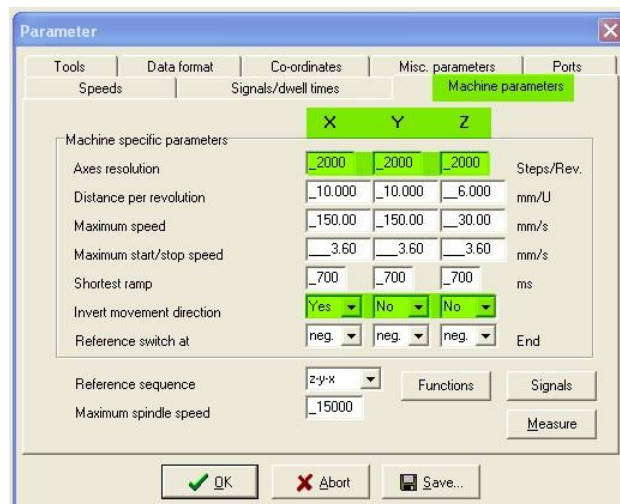 Parameter
Tools Data format Co-ordinates Misc. parameters Ports
Speeds Signals/dwell times Machine parameters
X Y Z
Machine specific parameters
Axes resolution _2000 _2000 _2000 Steps/Rev.
Distance per revolution _10.000 _10.000 __6.000 mm/U
Maximum speed _150.00 _150.00 __30.00 mm/s
Maximum start/stop speed ___3.60 ___3.60 ___3.60 mm/s
Shortest ramp _700 _700 _700 ms
Invert movement direction Yes No No
Reference switch at neg. neg. neg. End
Reference sequence z-y-x Functions Signals
Maximum spindle speed _15000
Measure
OK Abort Save...